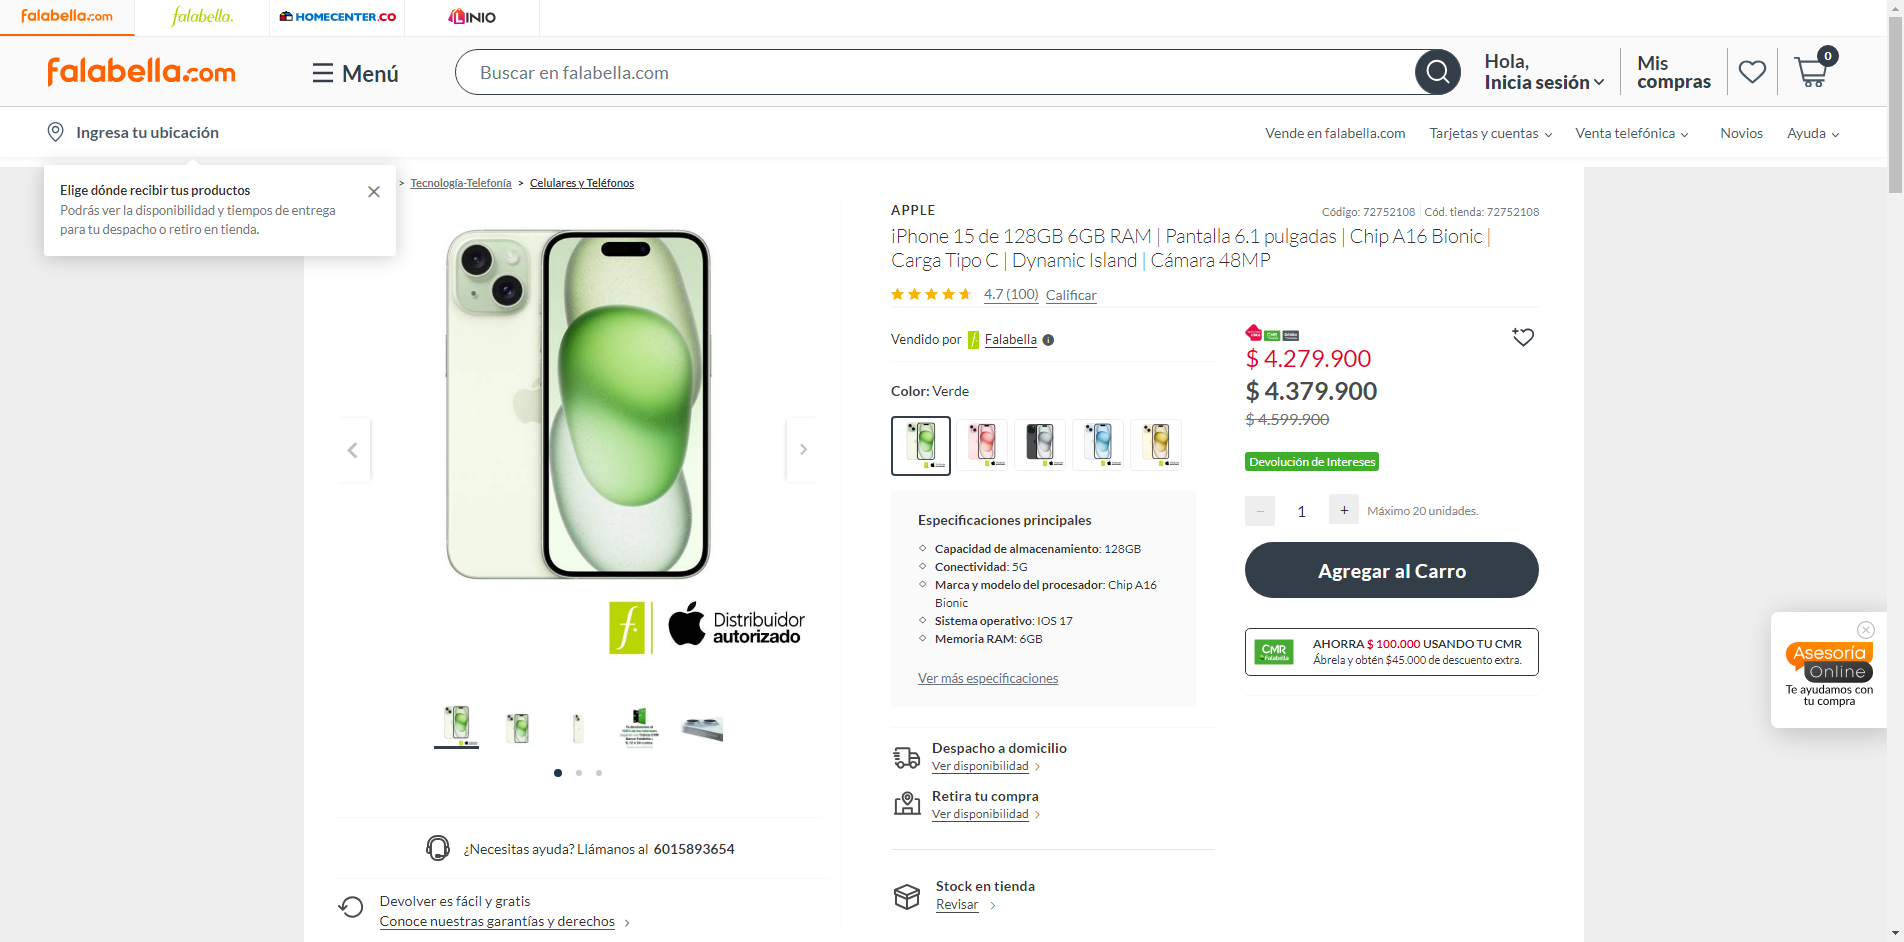 falabella.com
falabella.
HOMECENTER.CO
LINIO
falabella.com
Menú
Buscar en falabella.com
Hola,
Inicia sesión
Mis
compras
0
Ingresa tu ubicación
Vende en falabella.com
Tarjetas y cuentas
Venta telefónica
Novios
Ayuda
Elige dónde recibir tus productos
Podrás ver la disponibilidad y tiempos de entrega
para tu despacho o retiro en tienda.
> Tecnología-Telefonía > Celulares y Teléfonos
APPLE
Código: 72752108
Cód. tienda: 72752108
iPhone 15 de 128GB 6GB RAM | Pantalla 6.1 pulgadas | Chip A16 Bionic |
Carga Tipo C | Dynamic Island | Cámara 48MP
4.7 (100)
Calificar
Vendido por
Falabella
Color: Verde
$ 4.279.900
$ 4.379.900
$ 4.599.900
Devolución de Intereses
− 1 + Máximo 20 unidades.
Agregar al Carro
CMR
Falabella
AHORRA $ 100.000 USANDO TU CMR
Ábrela y obtén $45.000 de descuento extra.
Especificaciones principales
Capacidad de almacenamiento: 128GB
Conectividad: 5G
Marca y modelo del procesador: Chip A16
Bionic
Sistema operativo: IOS 17
Memoria RAM: 6GB
Ver más especificaciones
f.
Distribuidor
autorizado
Despacho a domicilio
Ver disponibilidad
Retira tu compra
Ver disponibilidad
Stock en tienda
Revisar
¿Necesitas ayuda? Llámanos al 6015893654
Devolver es fácil y gratis
Conoce nuestras garantías y derechos
Asesoría
Online
Te ayudamos con
tu compra